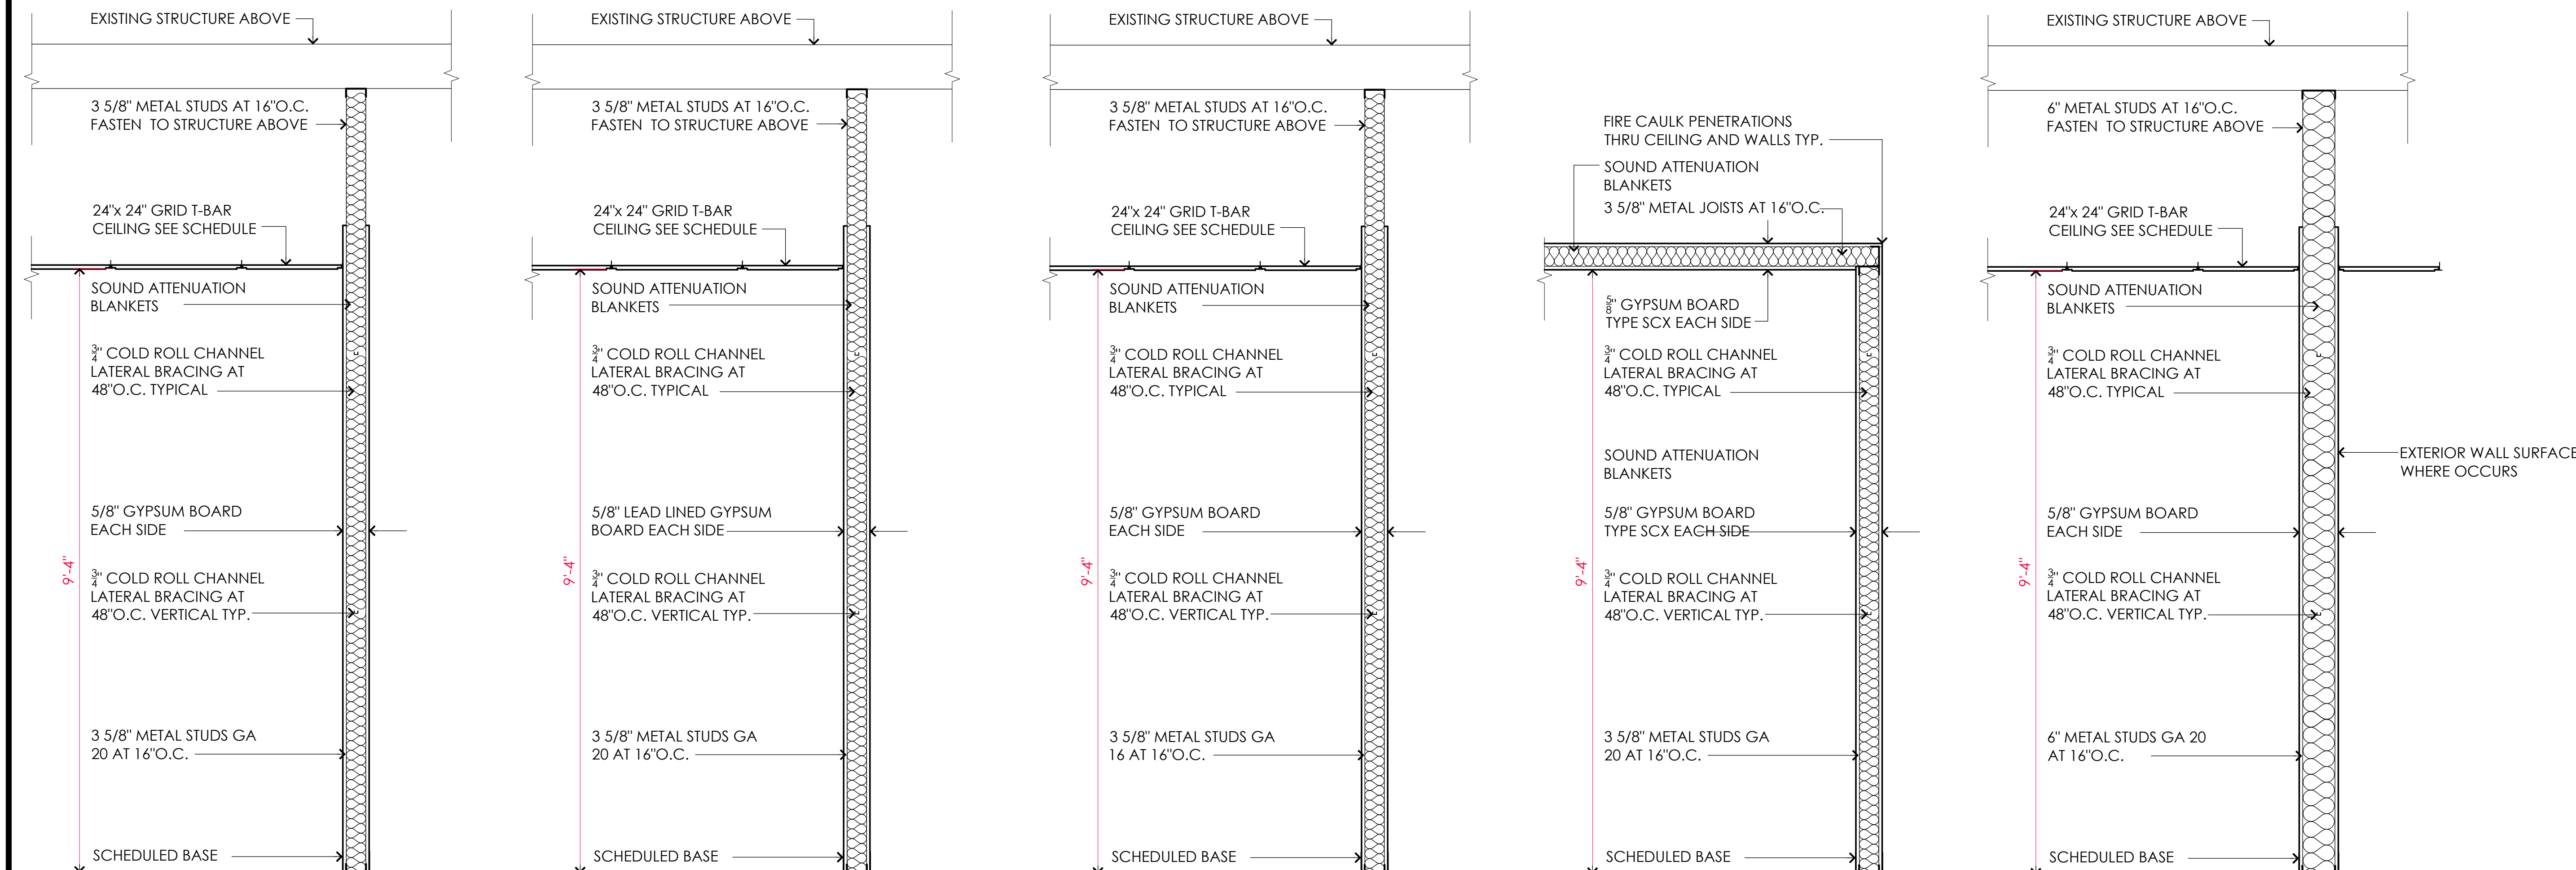 EXISTING STRUCTURE ABOVE
3 5/8" METAL STUDS AT 16"O.C.
FASTEN TO STRUCTURE ABOVE
24"x 24" GRID T-BAR
CEILING SEE SCHEDULE
SOUND ATTENUATION
BLANKETS
3/4" COLD ROLL CHANNEL
LATERAL BRACING AT
48"O.C. TYPICAL
5/8" GYPSUM BOARD
EACH SIDE
9'-4"
3/4" COLD ROLL CHANNEL
LATERAL BRACING AT
48"O.C. VERTICAL TYP.
3 5/8" METAL STUDS GA
20 AT 16"O.C.
SCHEDULED BASE
EXISTING STRUCTURE ABOVE
3 5/8" METAL STUDS AT 16"O.C.
FASTEN TO STRUCTURE ABOVE
24"x 24" GRID T-BAR
CEILING SEE SCHEDULE
SOUND ATTENUATION
BLANKETS
3/4" COLD ROLL CHANNEL
LATERAL BRACING AT
48"O.C. TYPICAL
5/8" LEAD LINED GYPSUM
BOARD EACH SIDE
9'-4"
3/4" COLD ROLL CHANNEL
LATERAL BRACING AT
48"O.C. VERTICAL TYP.
3 5/8" METAL STUDS GA
20 AT 16"O.C.
SCHEDULED BASE
EXISTING STRUCTURE ABOVE
3 5/8" METAL STUDS AT 16"O.C.
FASTEN TO STRUCTURE ABOVE
24"x 24" GRID T-BAR
CEILING SEE SCHEDULE
SOUND ATTENUATION
BLANKETS
3/4" COLD ROLL CHANNEL
LATERAL BRACING AT
48"O.C. TYPICAL
5/8" GYPSUM BOARD
EACH SIDE
9'-4"
3/4" COLD ROLL CHANNEL
LATERAL BRACING AT
48"O.C. VERTICAL TYP.
3 5/8" METAL STUDS GA
16 AT 16"O.C.
SCHEDULED BASE
FIRE CAULK PENETRATIONS
THRU CEILING AND WALLS TYP.
SOUND ATTENUATION
BLANKETS
3 5/8" METAL JOISTS AT 16"O.C.
5/8" GYPSUM BOARD
TYPE SCX EACH SIDE
3/4" COLD ROLL CHANNEL
LATERAL BRACING AT
48"O.C. TYPICAL
SOUND ATTENUATION
BLANKETS
5/8" GYPSUM BOARD
TYPE SCX EACH SIDE
9'-4"
3/4" COLD ROLL CHANNEL
LATERAL BRACING AT
48"O.C. VERTICAL TYP.
3 5/8" METAL STUDS GA
20 AT 16"O.C.
SCHEDULED BASE
EXISTING STRUCTURE ABOVE
6" METAL STUDS AT 16"O.C.
FASTEN TO STRUCTURE ABOVE
24"x 24" GRID T-BAR
CEILING SEE SCHEDULE
SOUND ATTENUATION
BLANKETS
3/4" COLD ROLL CHANNEL
LATERAL BRACING AT
48"O.C. TYPICAL
EXTERIOR WALL SURFACE
WHERE OCCURS
5/8" GYPSUM BOARD
EACH SIDE
9'-4"
3/4" COLD ROLL CHANNEL
LATERAL BRACING AT
48"O.C. VERTICAL TYP.
6" METAL STUDS GA 20
AT 16"O.C.
SCHEDULED BASE